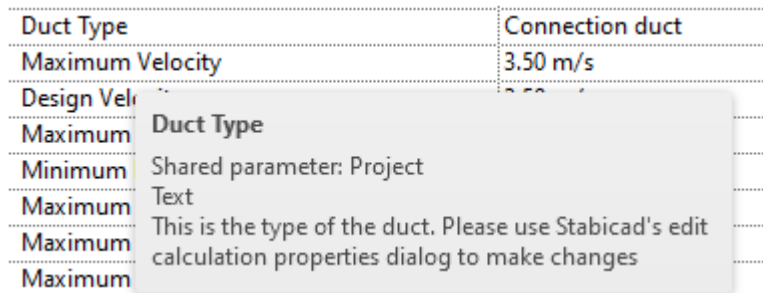 Duct Type Connection duct
Maximum Velocity 3.50 m/s
Design
Maximum
Minimum
Maximum
Maximum
Maximum
Duct Type
Shared parameter: Project
Text
This is the type of the duct. Please use Stabicad's edit
calculation properties dialog to make changes